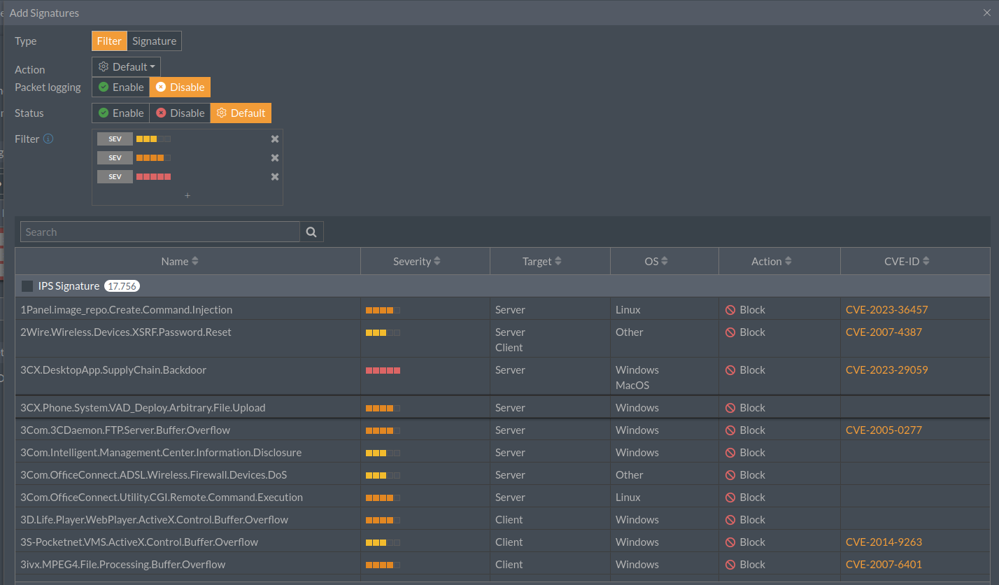 Add Signatures
Type Filter Signature
Action Default
Packet logging Enable Disable
Status Enable Disable Default
Filter SEV
SEV
SEV
+
Search
Name Severity Target OS Action CVE-ID
IPS Signature 17.756
1Panel.image_repo.Create.Command.Injection Server Linux Block CVE-2023-36457
2Wire.Wireless.Devices.XSRF.Password.Reset Server Other Block CVE-2007-4387
Client
3CX.DesktopApp.SupplyChain.Backdoor Server Windows Block CVE-2023-29059
MacOS
3CX.Phone.System.VAD_Deploy.Arbitrary.File.Upload Server Windows Block
3Com.3CDaemon.FTP.Server.Buffer.Overflow Server Windows Block CVE-2005-0277
3Com.Intelligent.Management.Center.Information.Disclosure Server Windows Block
3Com.OfficeConnect.ADSL.Wireless.Firewall.Devices.DoS Server Other Block
3Com.OfficeConnect.Utility.CGI.Remote.Command.Execution Server Linux Block
3D.Life.Player.WebPlayer.ActiveX.Control.Buffer.Overflow Client Windows Block
3S-Pocketnet.VMS.ActiveX.Control.Buffer.Overflow Client Windows Block CVE-2014-9263
3ivx.MPEG4.File.Processing.Buffer.Overflow Client Windows Block CVE-2007-6401